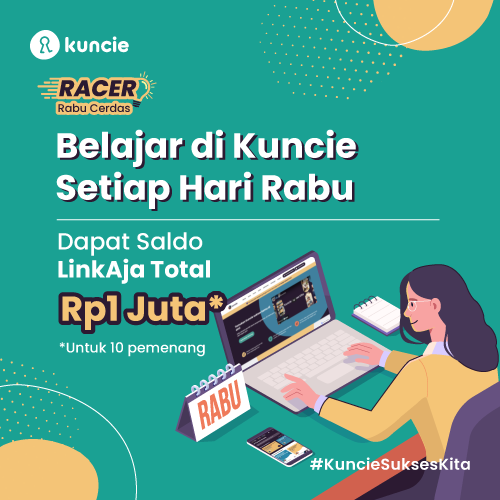 kuncie
RACER
Rabu Cerdas
Belajar di Kuncie
Setiap Hari Rabu
Dapat Saldo
LinkAja Total
Rp1 Juta*
*Untuk 10 pemenang
RABU
#KuncieSuksesKita